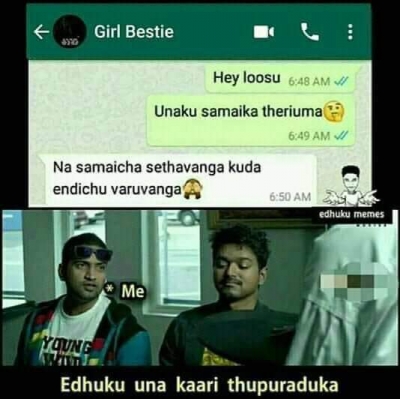 Girl Bestie
Hey loosu 6:48 AM
Unaku samaika theriuma🤔
6:49 AM
Na samaicha sethavanga kuda
endichu varuvanga🙈
6:50 AM
edhuku memes
* Me
YOUNG
WILD
Edhuku una kaari thupuraduka